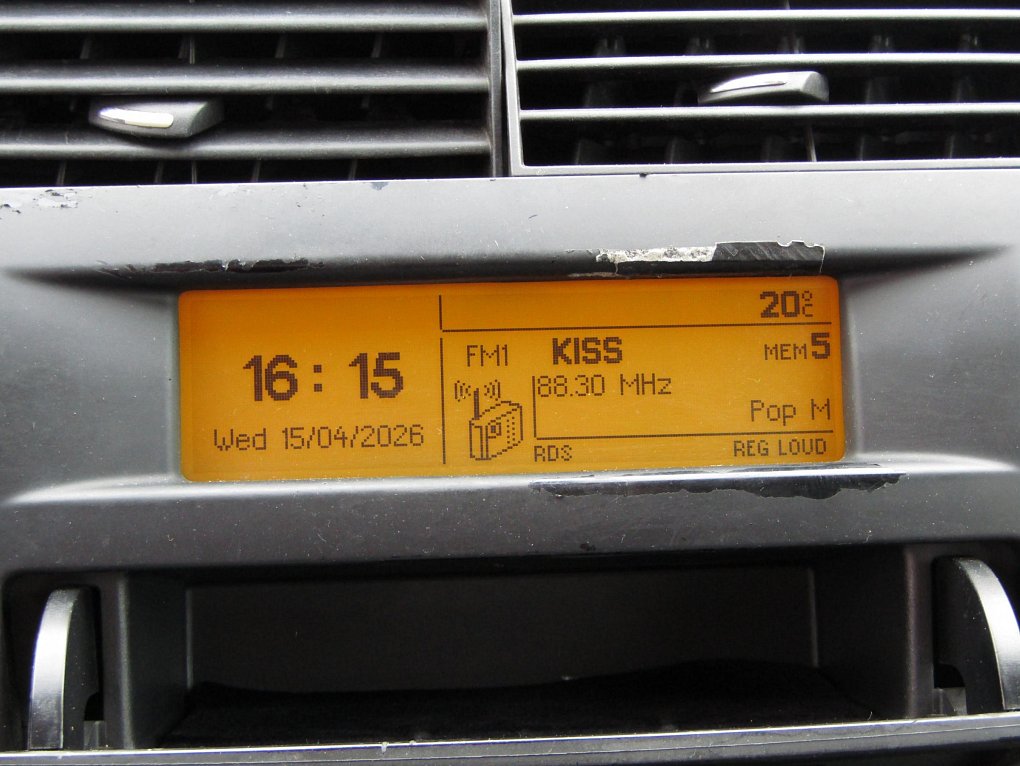 20°C
16:15
Wed 15/04/2026
FM1 KISS MEM5
88.30 MHz
Pop M
RDS REG LOUD